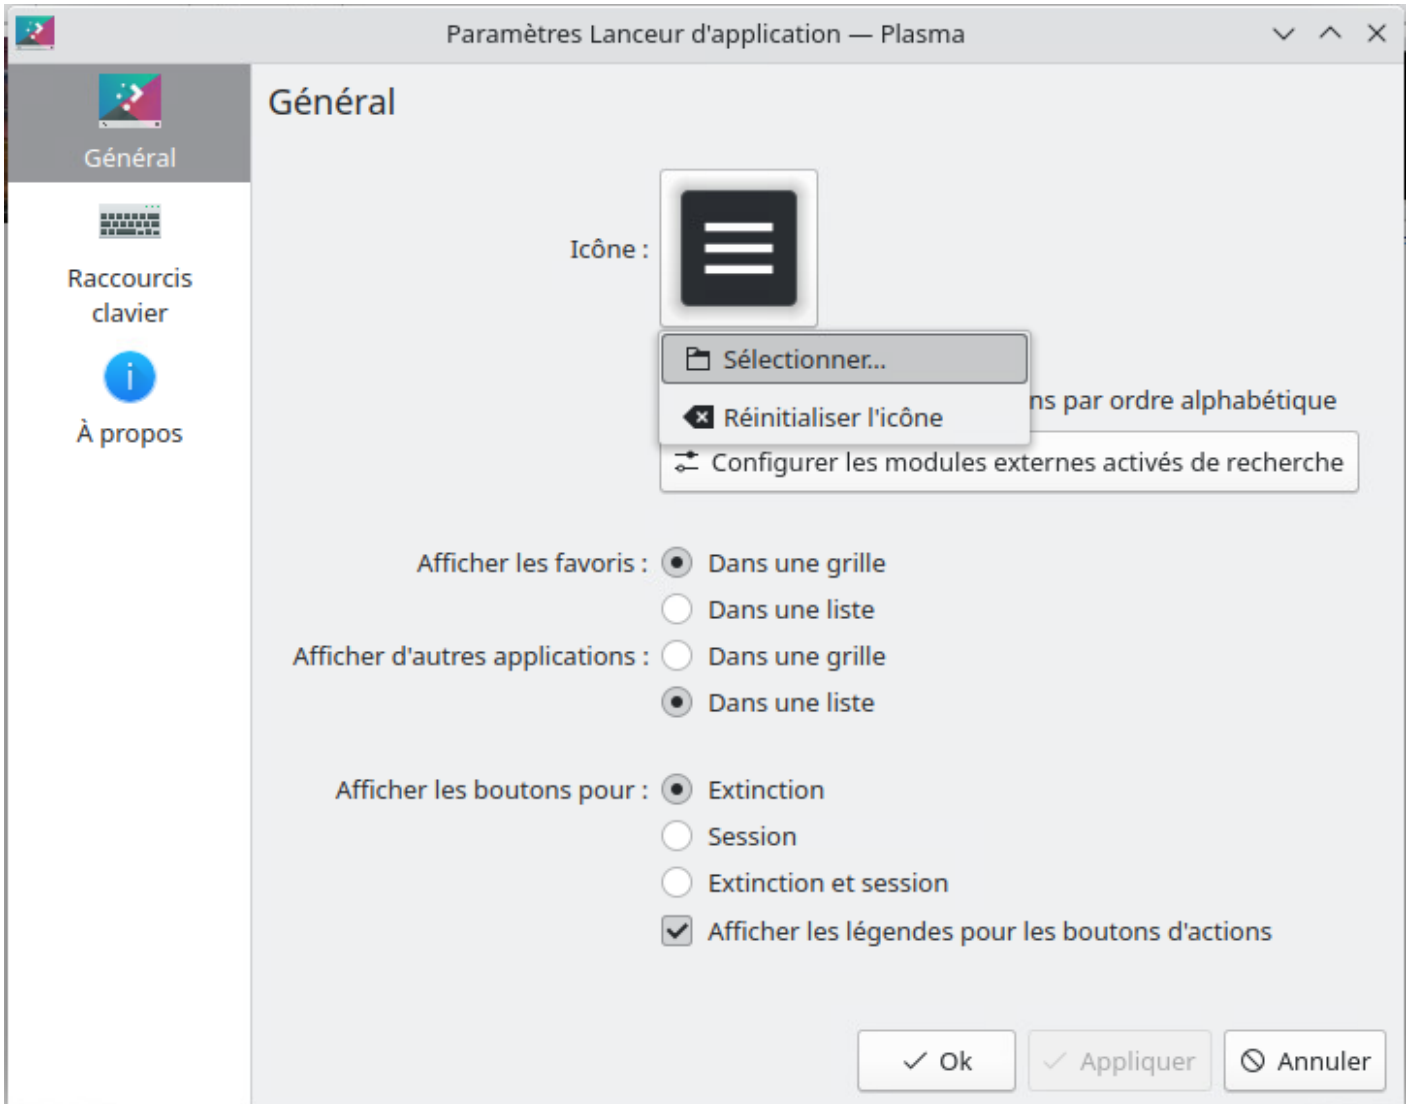 Paramètres Lanceur d'application — Plasma
Général
Raccourcis
clavier
À propos
Général
Icône :
Sélectionner...
Réinitialiser l'icône
par ordre alphabétique
Configurer les modules externes activés de recherche
Afficher les favoris :
Dans une grille
Dans une liste
Afficher d'autres applications :
Dans une grille
Dans une liste
Afficher les boutons pour :
Extinction
Session
Extinction et session
Afficher les légendes pour les boutons d'actions
Ok
Appliquer
Annuler